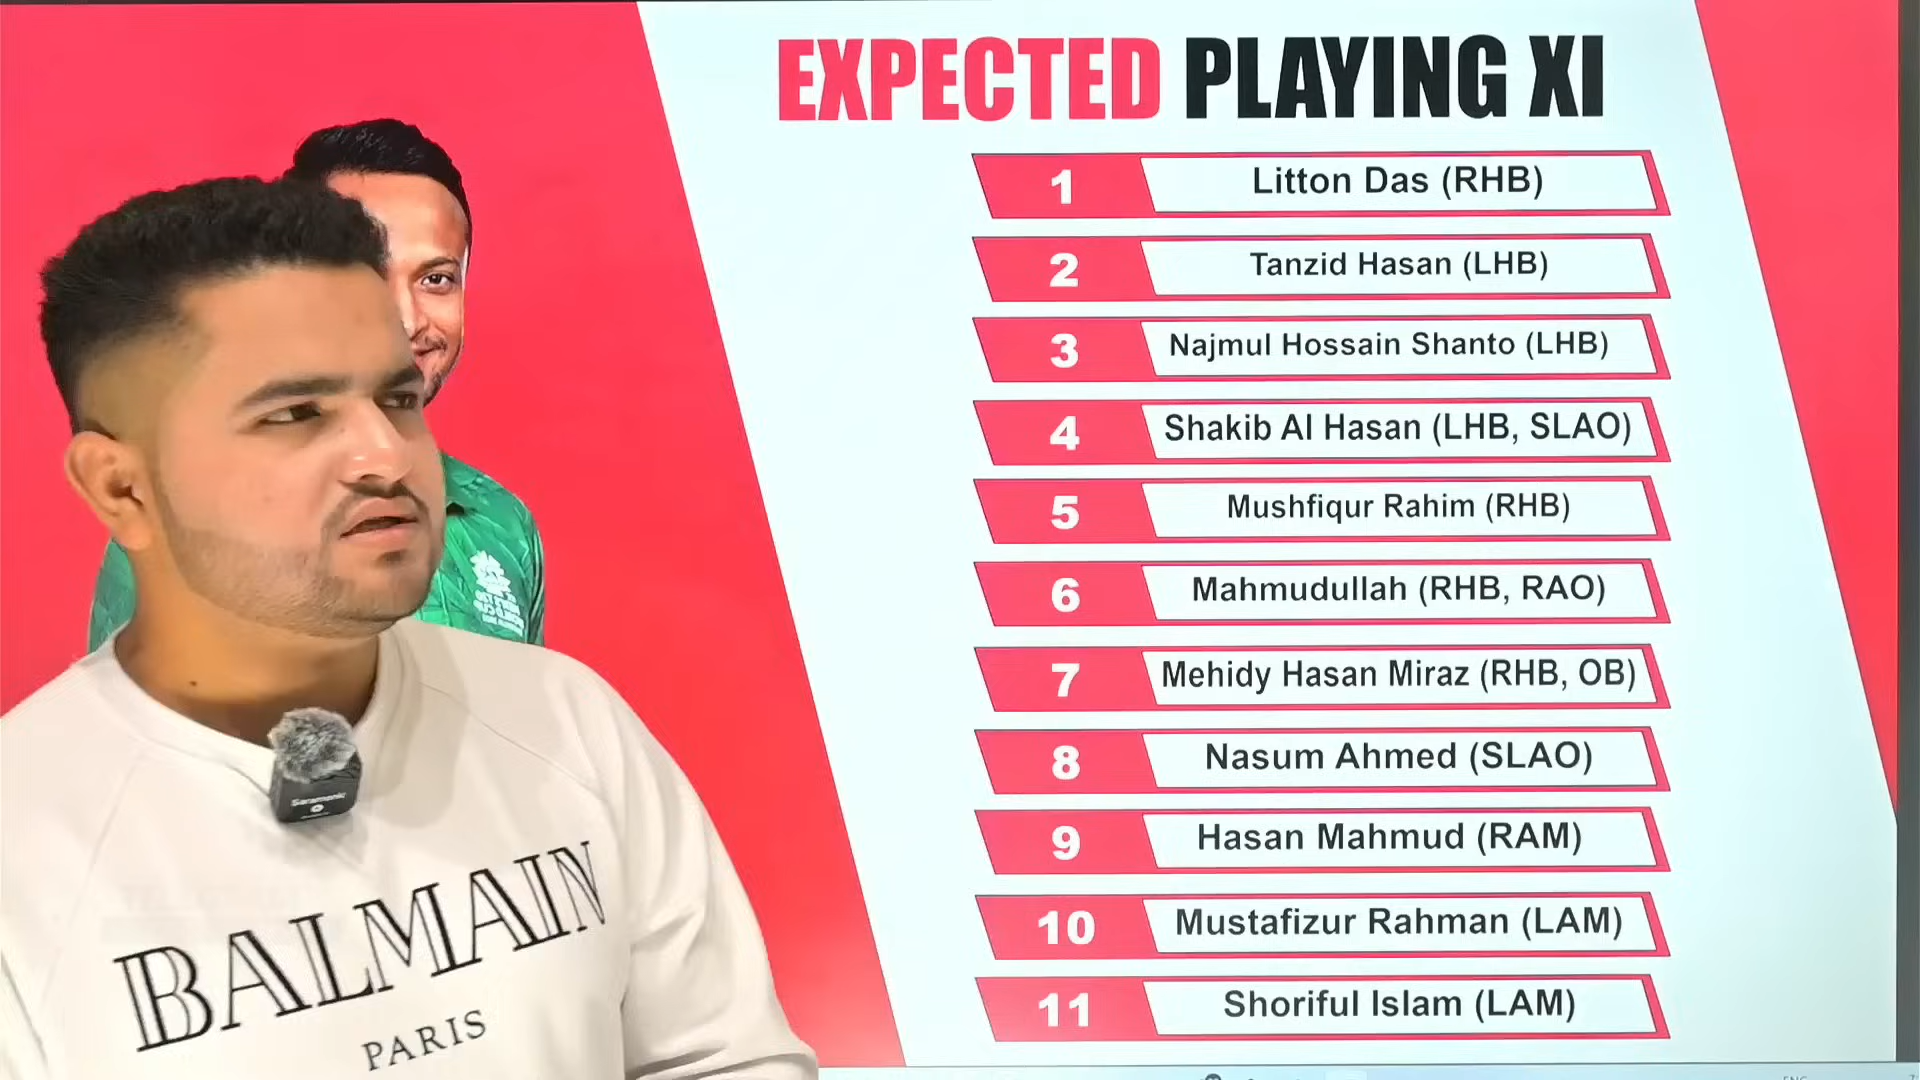 EXPECTED PLAYING XI
1 Litton Das (RHB)
2 Tanzid Hasan (LHB)
3 Najmul Hossain Shanto (LHB)
4 Shakib Al Hasan (LHB, SLAO)
5 Mushfiqur Rahim (RHB)
6 Mahmudullah (RHB, RAO)
7 Mehidy Hasan Miraz (RHB, OB)
8 Nasum Ahmed (SLAO)
9 Hasan Mahmud (RAM)
10 Mustafizur Rahman (LAM)
11 Shoriful Islam (LAM)
Saramonic
BALMAIN
PARIS